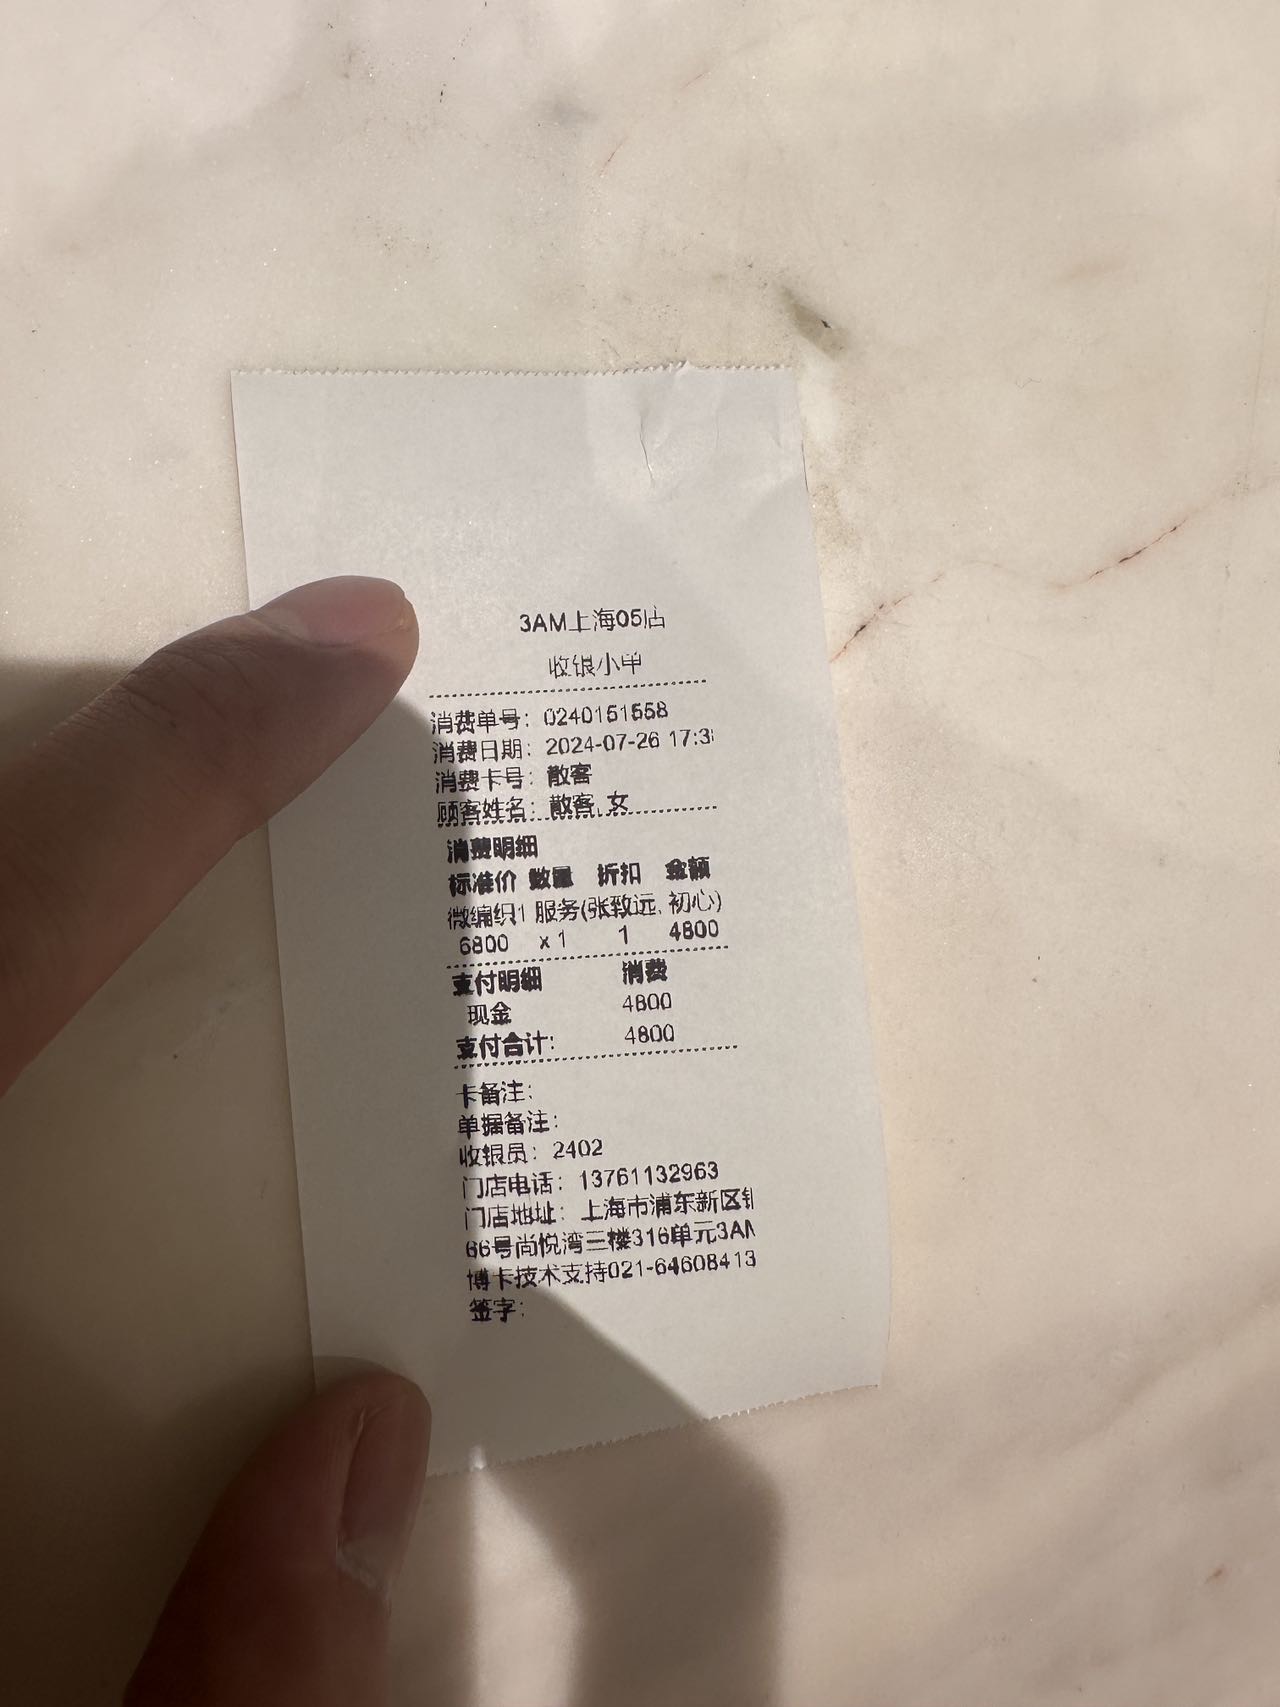 3AM上海05店
收银小单
消费单号：0240151558
消费日期：2024-07-26 17:3
消费卡号：散客
顾客姓名：散客,女
消费明细
标准价 数量 折扣 金额
微编织1 服务(张致远,初心)
6800 x1 1 4800
支付明细 消费
现金 4800
支付合计： 4800
卡备注：
单据备注：
收银员：2402
门店电话：13761132963
门店地址：上海市浦东新区
66号尚悦湾三楼316单元3AM
博卡技术支持021-64608413
签字：